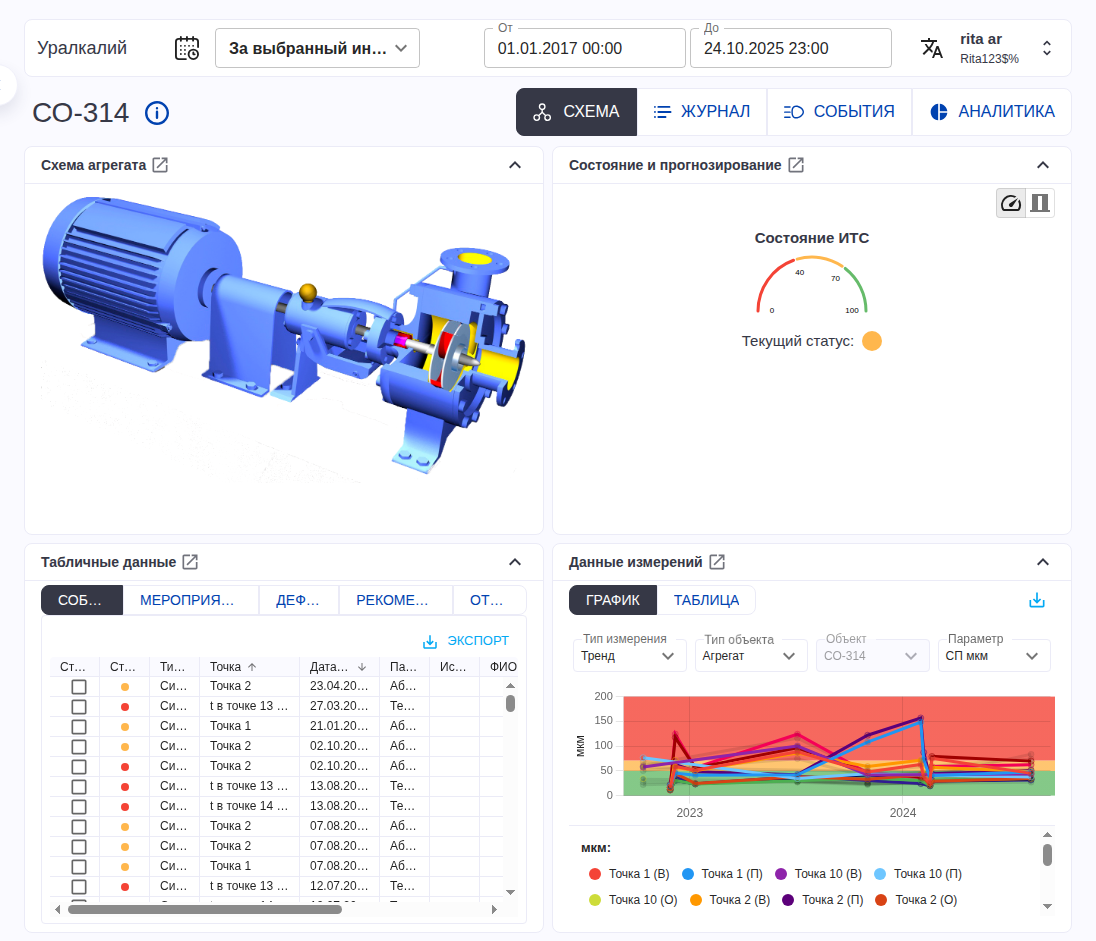 Уралкалий
За выбранный ин…
От
01.01.2017 00:00
До
24.10.2025 23:00
rita ar
Rita123$%
СО-314
СХЕМА
ЖУРНАЛ
СОБЫТИЯ
АНАЛИТИКА
Схема агрегата
Состояние и прогнозирование
Состояние ИТС
40
70
0
100
Текущий статус:
Табличные данные
СОБ…
МЕРОПРИЯ…
ДЕФ…
РЕКОМЕ…
ОТ…
ЭКСПОРТ
Ст… Ст… Ти… Точка Дата… Па… Ис… ФИО
Си… Точка 2 23.04.20… Аб…
Си… t в точке 13 … 27.03.20… Те…
Си… Точка 1 21.01.20… Аб…
Си… Точка 2 02.10.20… Аб…
Си… Точка 2 02.10.20… Аб…
Си… t в точке 13 … 13.08.20… Те…
Си… t в точке 14 … 13.08.20… Те…
Си… Точка 2 07.08.20… Аб…
Си… Точка 2 07.08.20… Аб…
Си… Точка 1 07.08.20… Аб…
Си… t в точке 13 … 12.07.20… Те…
Данные измерений
ГРАФИК
ТАБЛИЦА
Тип измерения
Тренд
Тип объекта
Агрегат
Объект
СО-314
Параметр
СП мкм
мкм
200
150
100
50
0
2023
2024
мкм:
Точка 1 (В) Точка 1 (П) Точка 10 (В) Точка 10 (П)
Точка 10 (О) Точка 2 (В) Точка 2 (П) Точка 2 (О)